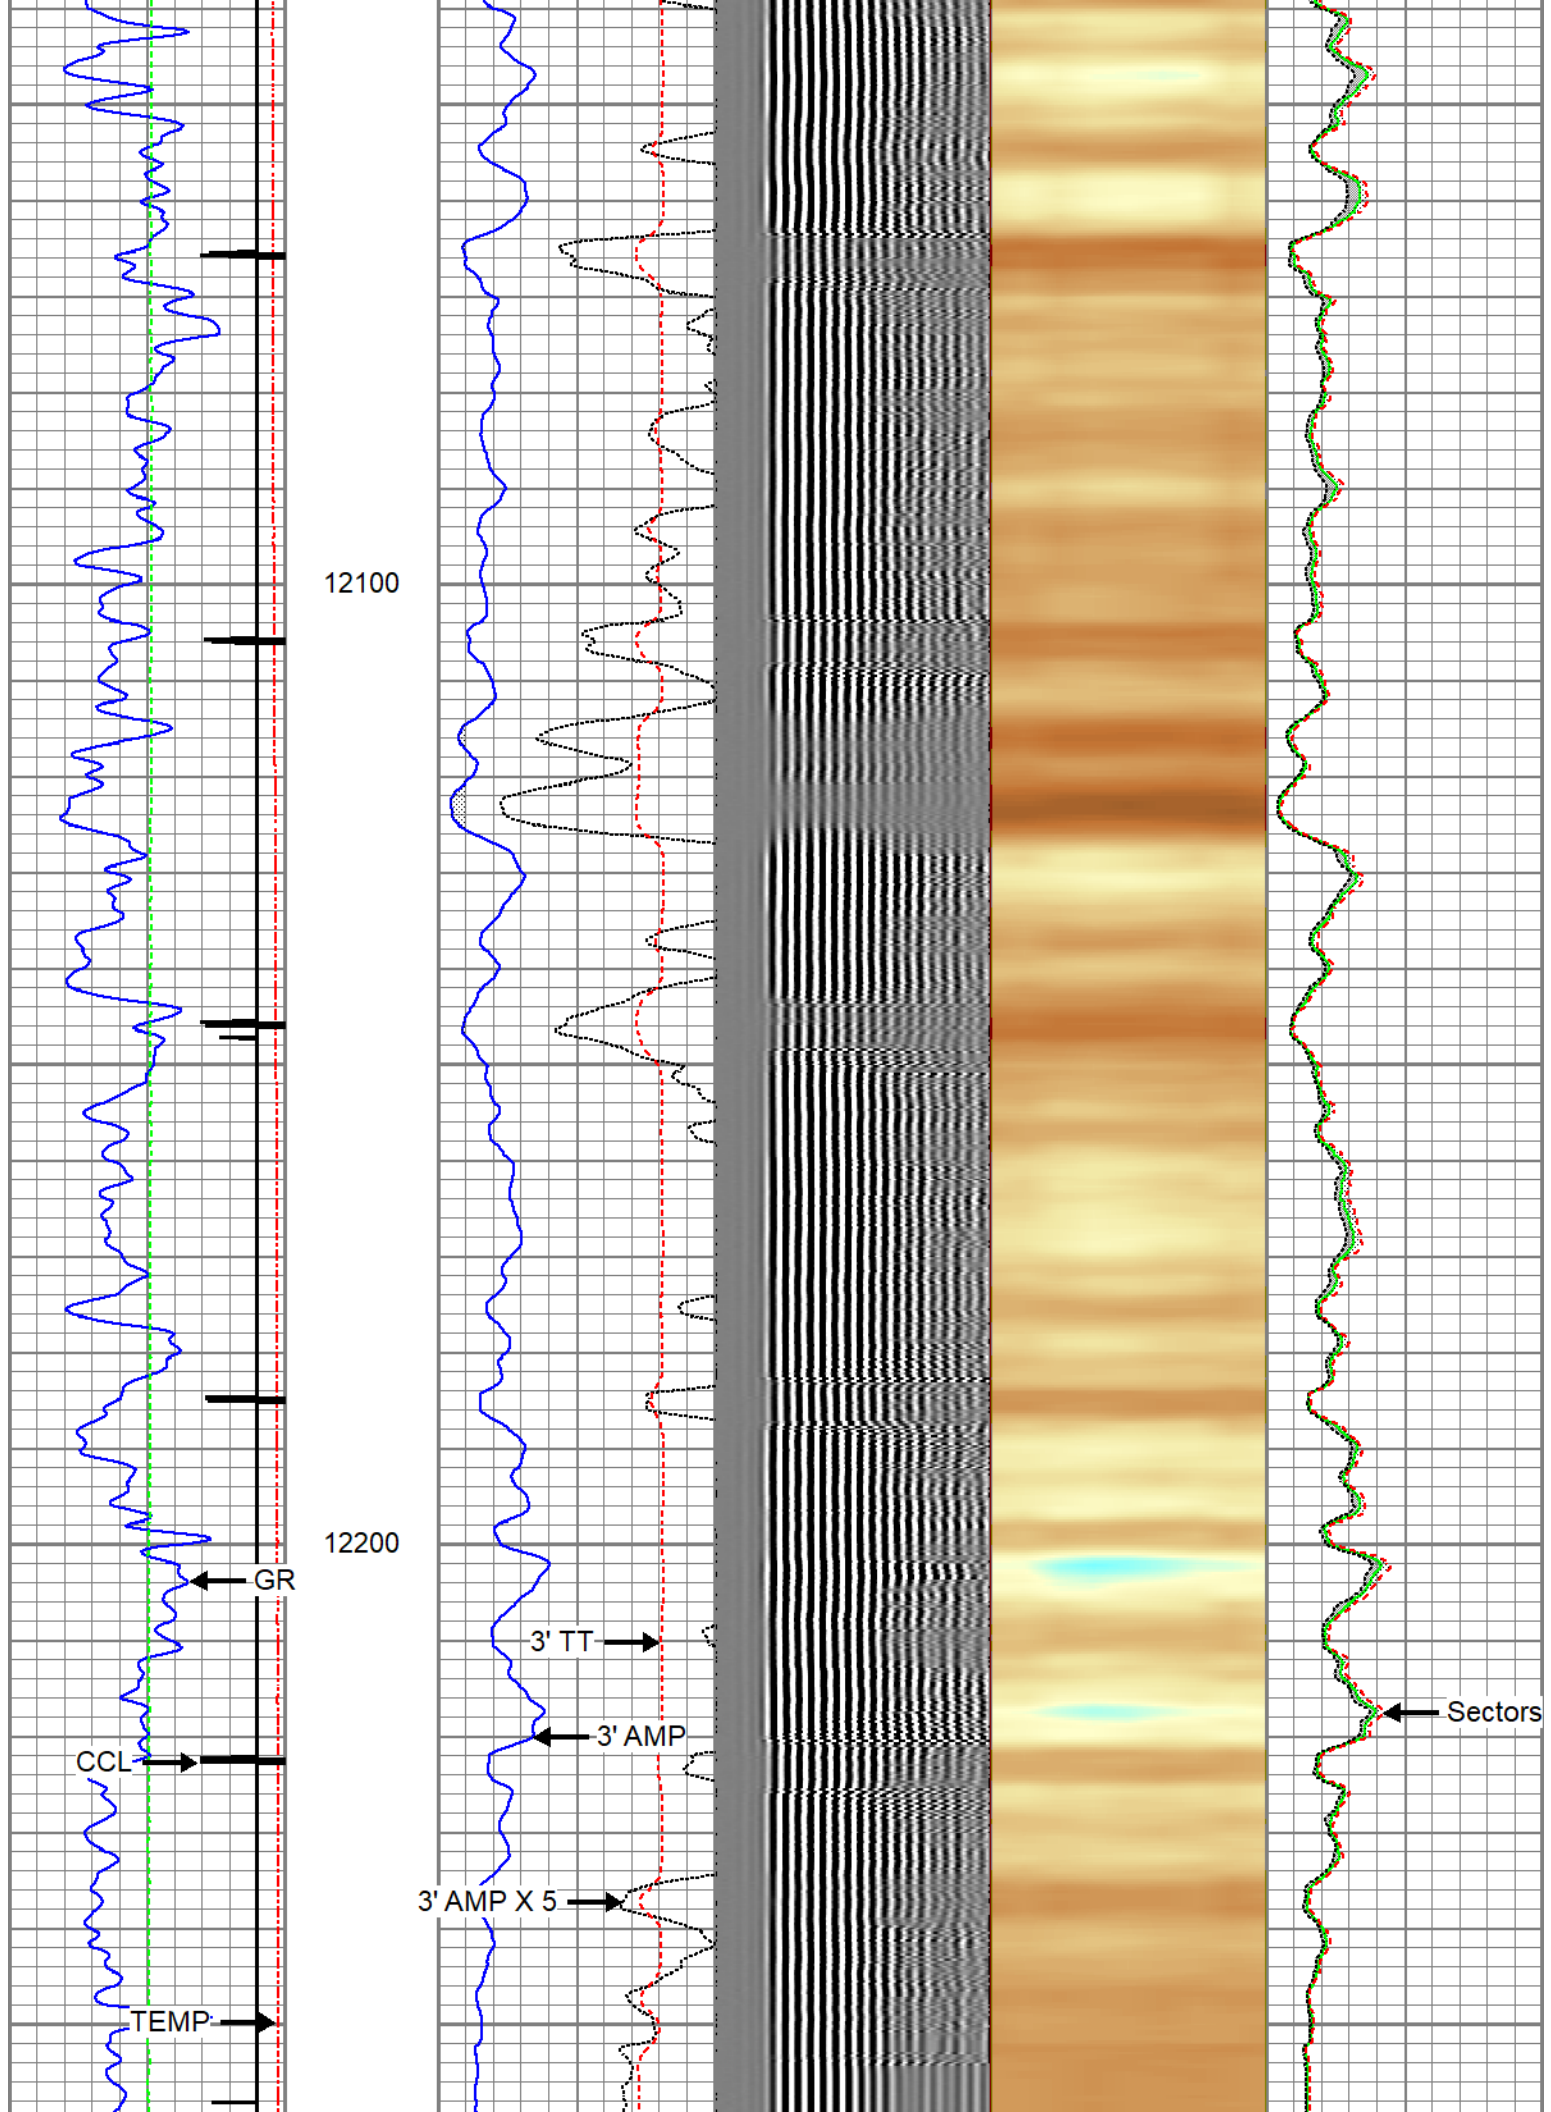 12100
12200
GR
3' TT
Sectors
3' AMP
CCL
3' AMP X 5
TEMP